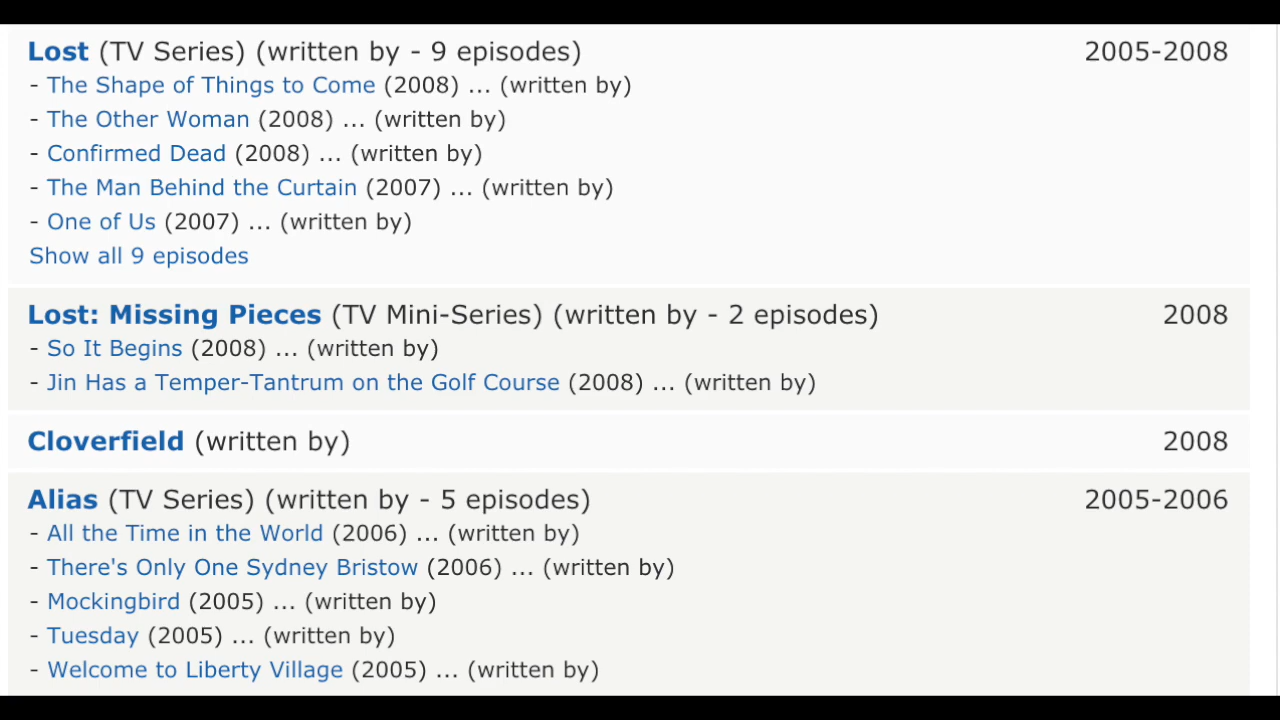 Lost (TV Series) (written by - 9 episodes) 2005-2008
- The Shape of Things to Come (2008) ... (written by)
- The Other Woman (2008) ... (written by)
- Confirmed Dead (2008) ... (written by)
- The Man Behind the Curtain (2007) ... (written by)
- One of Us (2007) ... (written by)
Show all 9 episodes
Lost: Missing Pieces (TV Mini-Series) (written by - 2 episodes) 2008
- So It Begins (2008) ... (written by)
- Jin Has a Temper-Tantrum on the Golf Course (2008) ... (written by)
Cloverfield (written by) 2008
Alias (TV Series) (written by - 5 episodes) 2005-2006
- All the Time in the World (2006) ... (written by)
- There's Only One Sydney Bristow (2006) ... (written by)
- Mockingbird (2005) ... (written by)
- Tuesday (2005) ... (written by)
- Welcome to Liberty Village (2005) ... (written by)